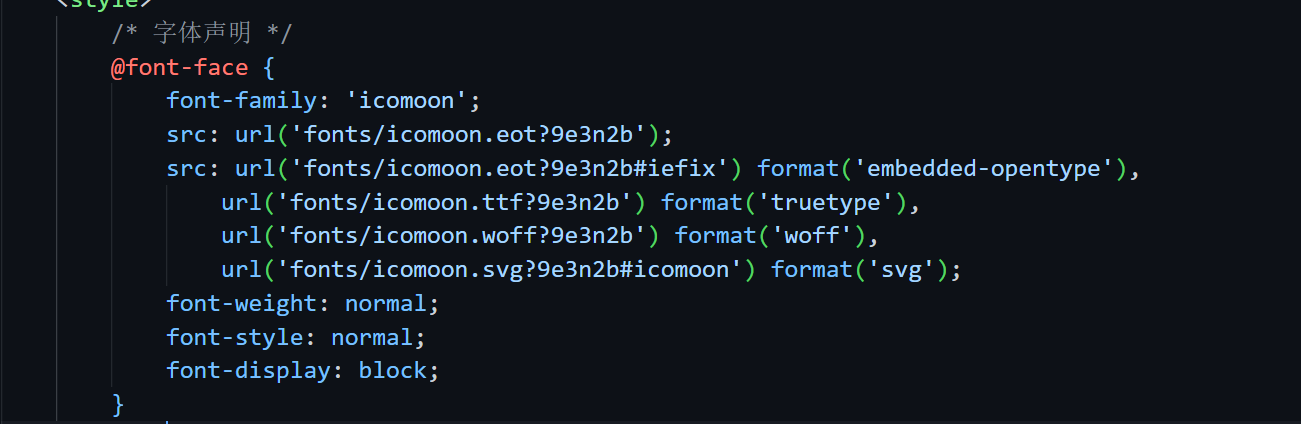 <style>
/* 字体声明 */
@font-face {
font-family: 'icomoon';
src: url('fonts/icomoon.eot?9e3n2b');
src: url('fonts/icomoon.eot?9e3n2b#iefix') format('embedded-opentype'),
url('fonts/icomoon.ttf?9e3n2b') format('truetype'),
url('fonts/icomoon.woff?9e3n2b') format('woff'),
url('fonts/icomoon.svg?9e3n2b#icomoon') format('svg');
font-weight: normal;
font-style: normal;
font-display: block;
}